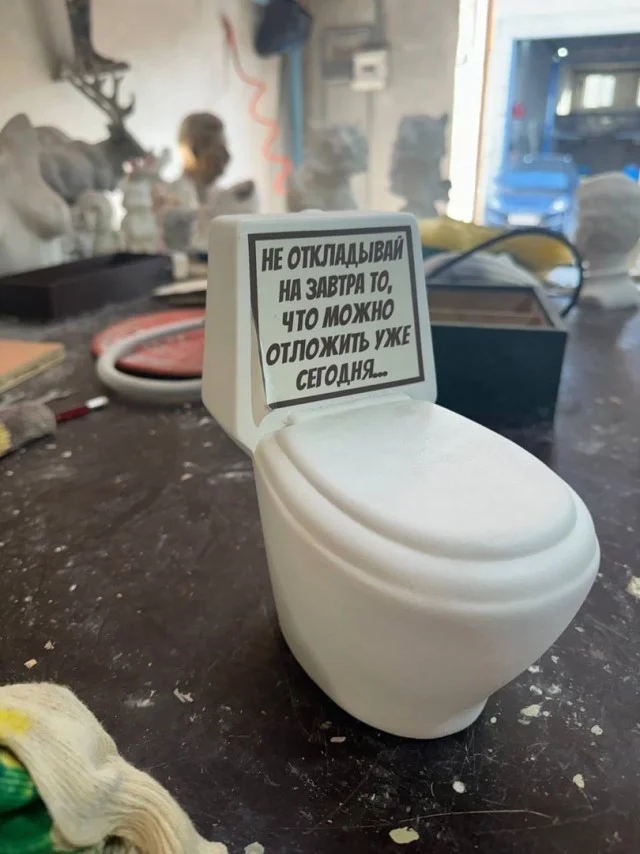 НЕ ОТКЛАДЫВАЙ
НА ЗАВТРА ТО,
ЧТО МОЖНО
ОТЛОЖИТЬ УЖЕ
СЕГОДНЯ...